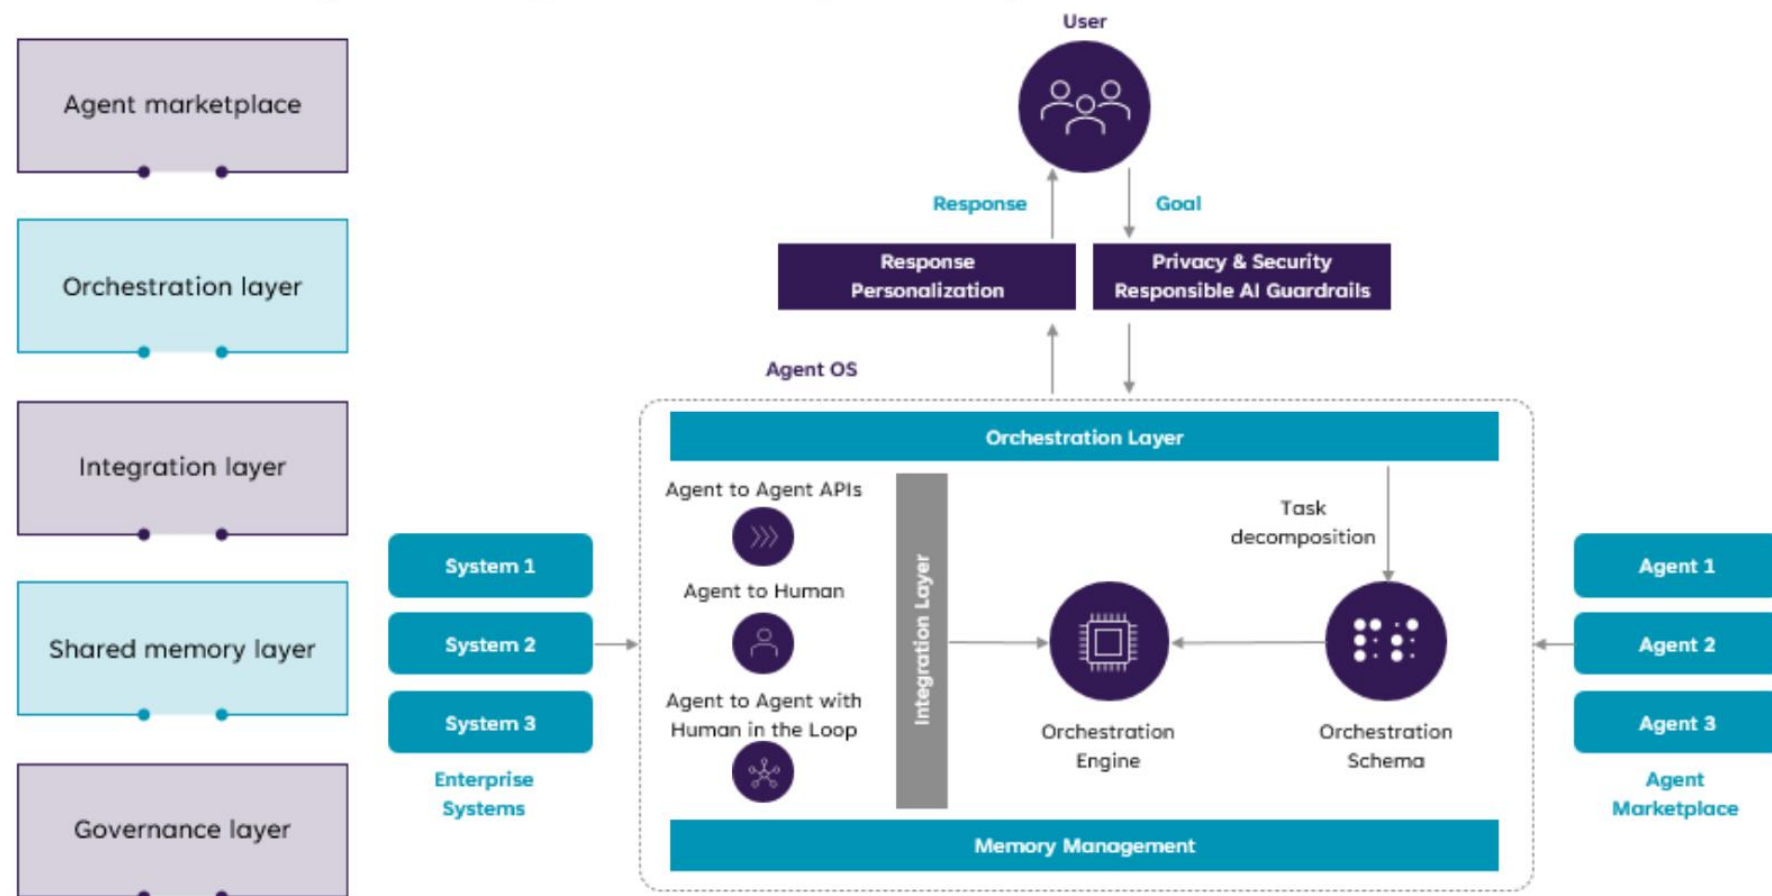 Agent marketplace
Orchestration layer
Integration layer
Shared memory layer
Governance layer
User
Response
Goal
Response
Personalization
Privacy & Security
Responsible AI Guardrails
Agent OS
Orchestration Layer
System 1
System 2
System 3
Enterprise
Systems
Agent to Agent APIs
Agent to Human
Agent to Agent with
Human in the Loop
Integration Layer
Task
decomposition
Orchestration
Engine
Orchestration
Schema
Memory Management
Agent 1
Agent 2
Agent 3
Agent
Marketplace